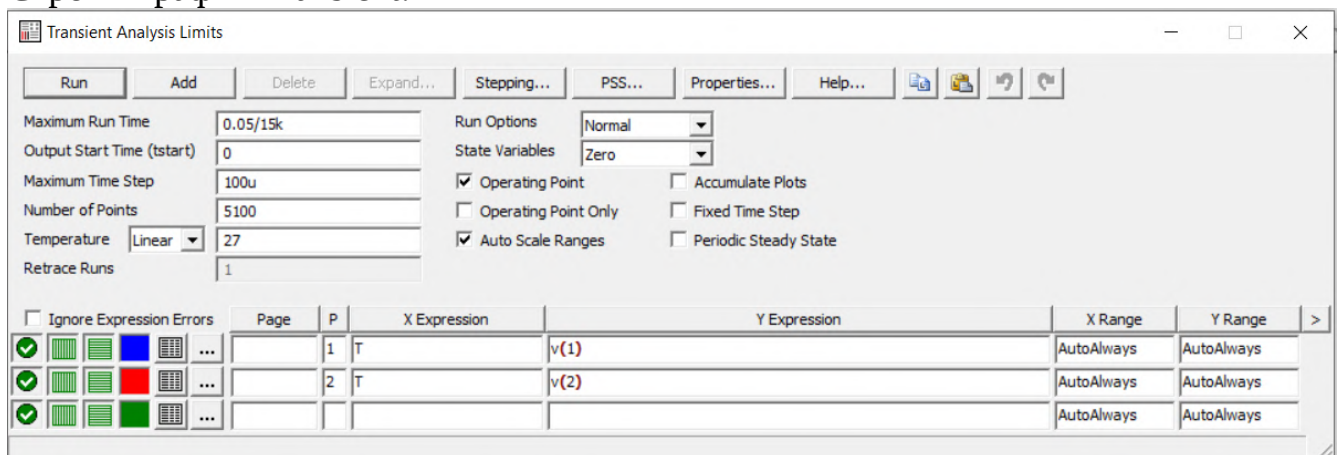 Transient Analysis Limits
Run Add Delete Expand... Stepping... PSS... Properties... Help...
Maximum Run Time 0.05/15k Run Options Normal
Output Start Time (tstart) 0 State Variables Zero
Maximum Time Step 100u Operating Point Accumulate Plots
Number of Points 5100 Operating Point Only Fixed Time Step
Temperature Linear 27 Auto Scale Ranges Periodic Steady State
Retrace Runs 1
Ignore Expression Errors Page P X Expression Y Expression X Range Y Range >
... 1 T v(1) AutoAlways AutoAlways
... 2 T v(2) AutoAlways AutoAlways
... AutoAlways AutoAlways